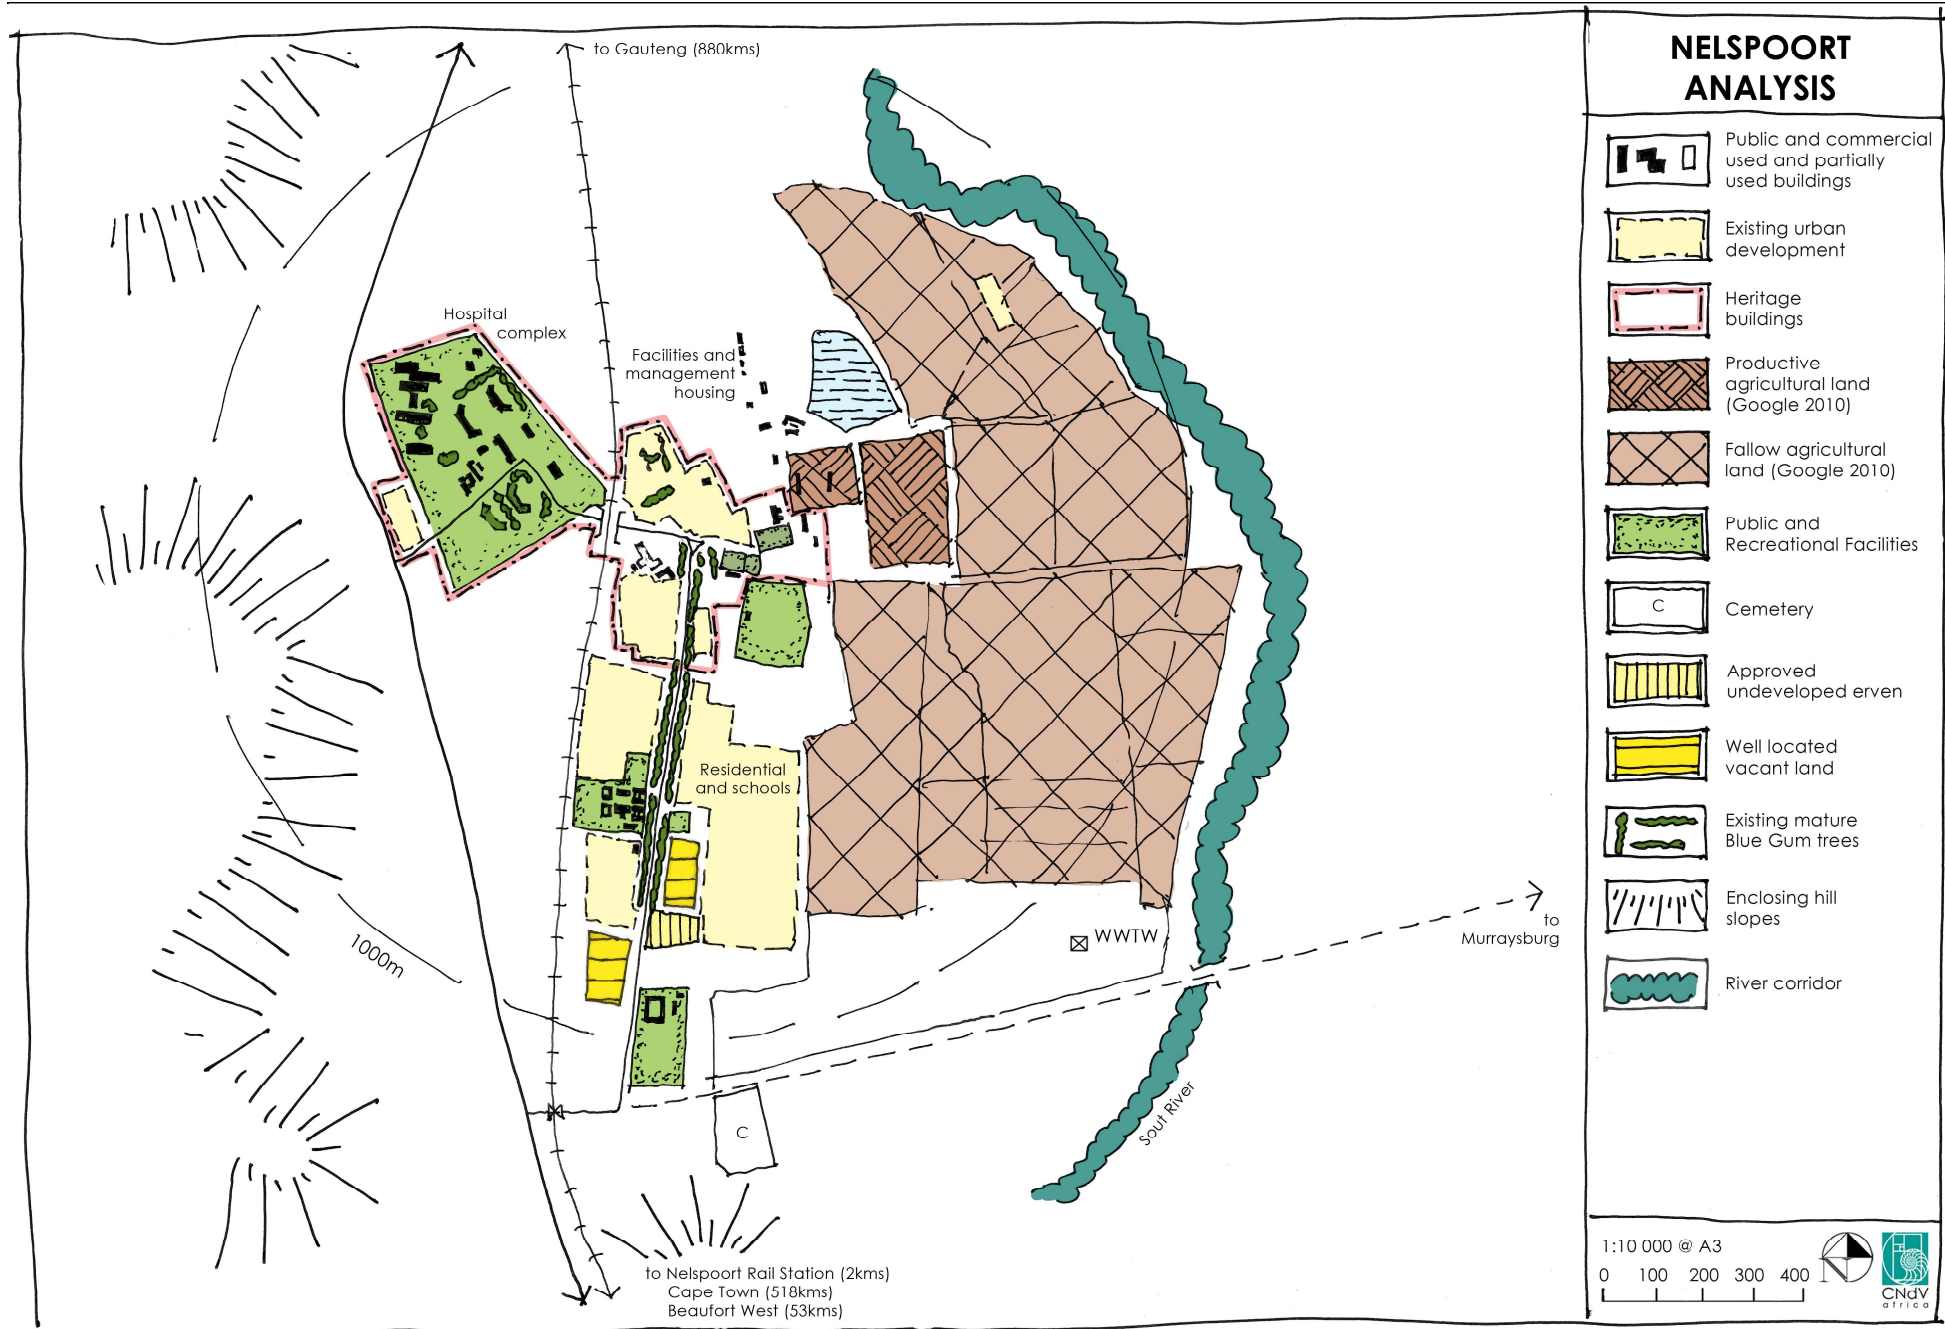 to Gauteng (880kms)
Hospital
complex
Facilities and
management
housing
Residential
and schools
1000m
WWTW
to
Murraysburg
Sout River
C
to Nelspoort Rail Station (2kms)
Cape Town (518kms)
Beaufort West (53kms)
NELSPOORT
ANALYSIS
Public and commercial
used and partially
used buildings
Existing urban
development
Heritage
buildings
Productive
agricultural land
(Google 2010)
Fallow agricultural
land (Google 2010)
Public and
Recreational Facilities
C
Cemetery
Approved
undeveloped erven
Well located
vacant land
Existing mature
Blue Gum trees
Enclosing hill
slopes
River corridor
1:10 000 @ A3
0 100 200 300 400
N
CNdV
africa